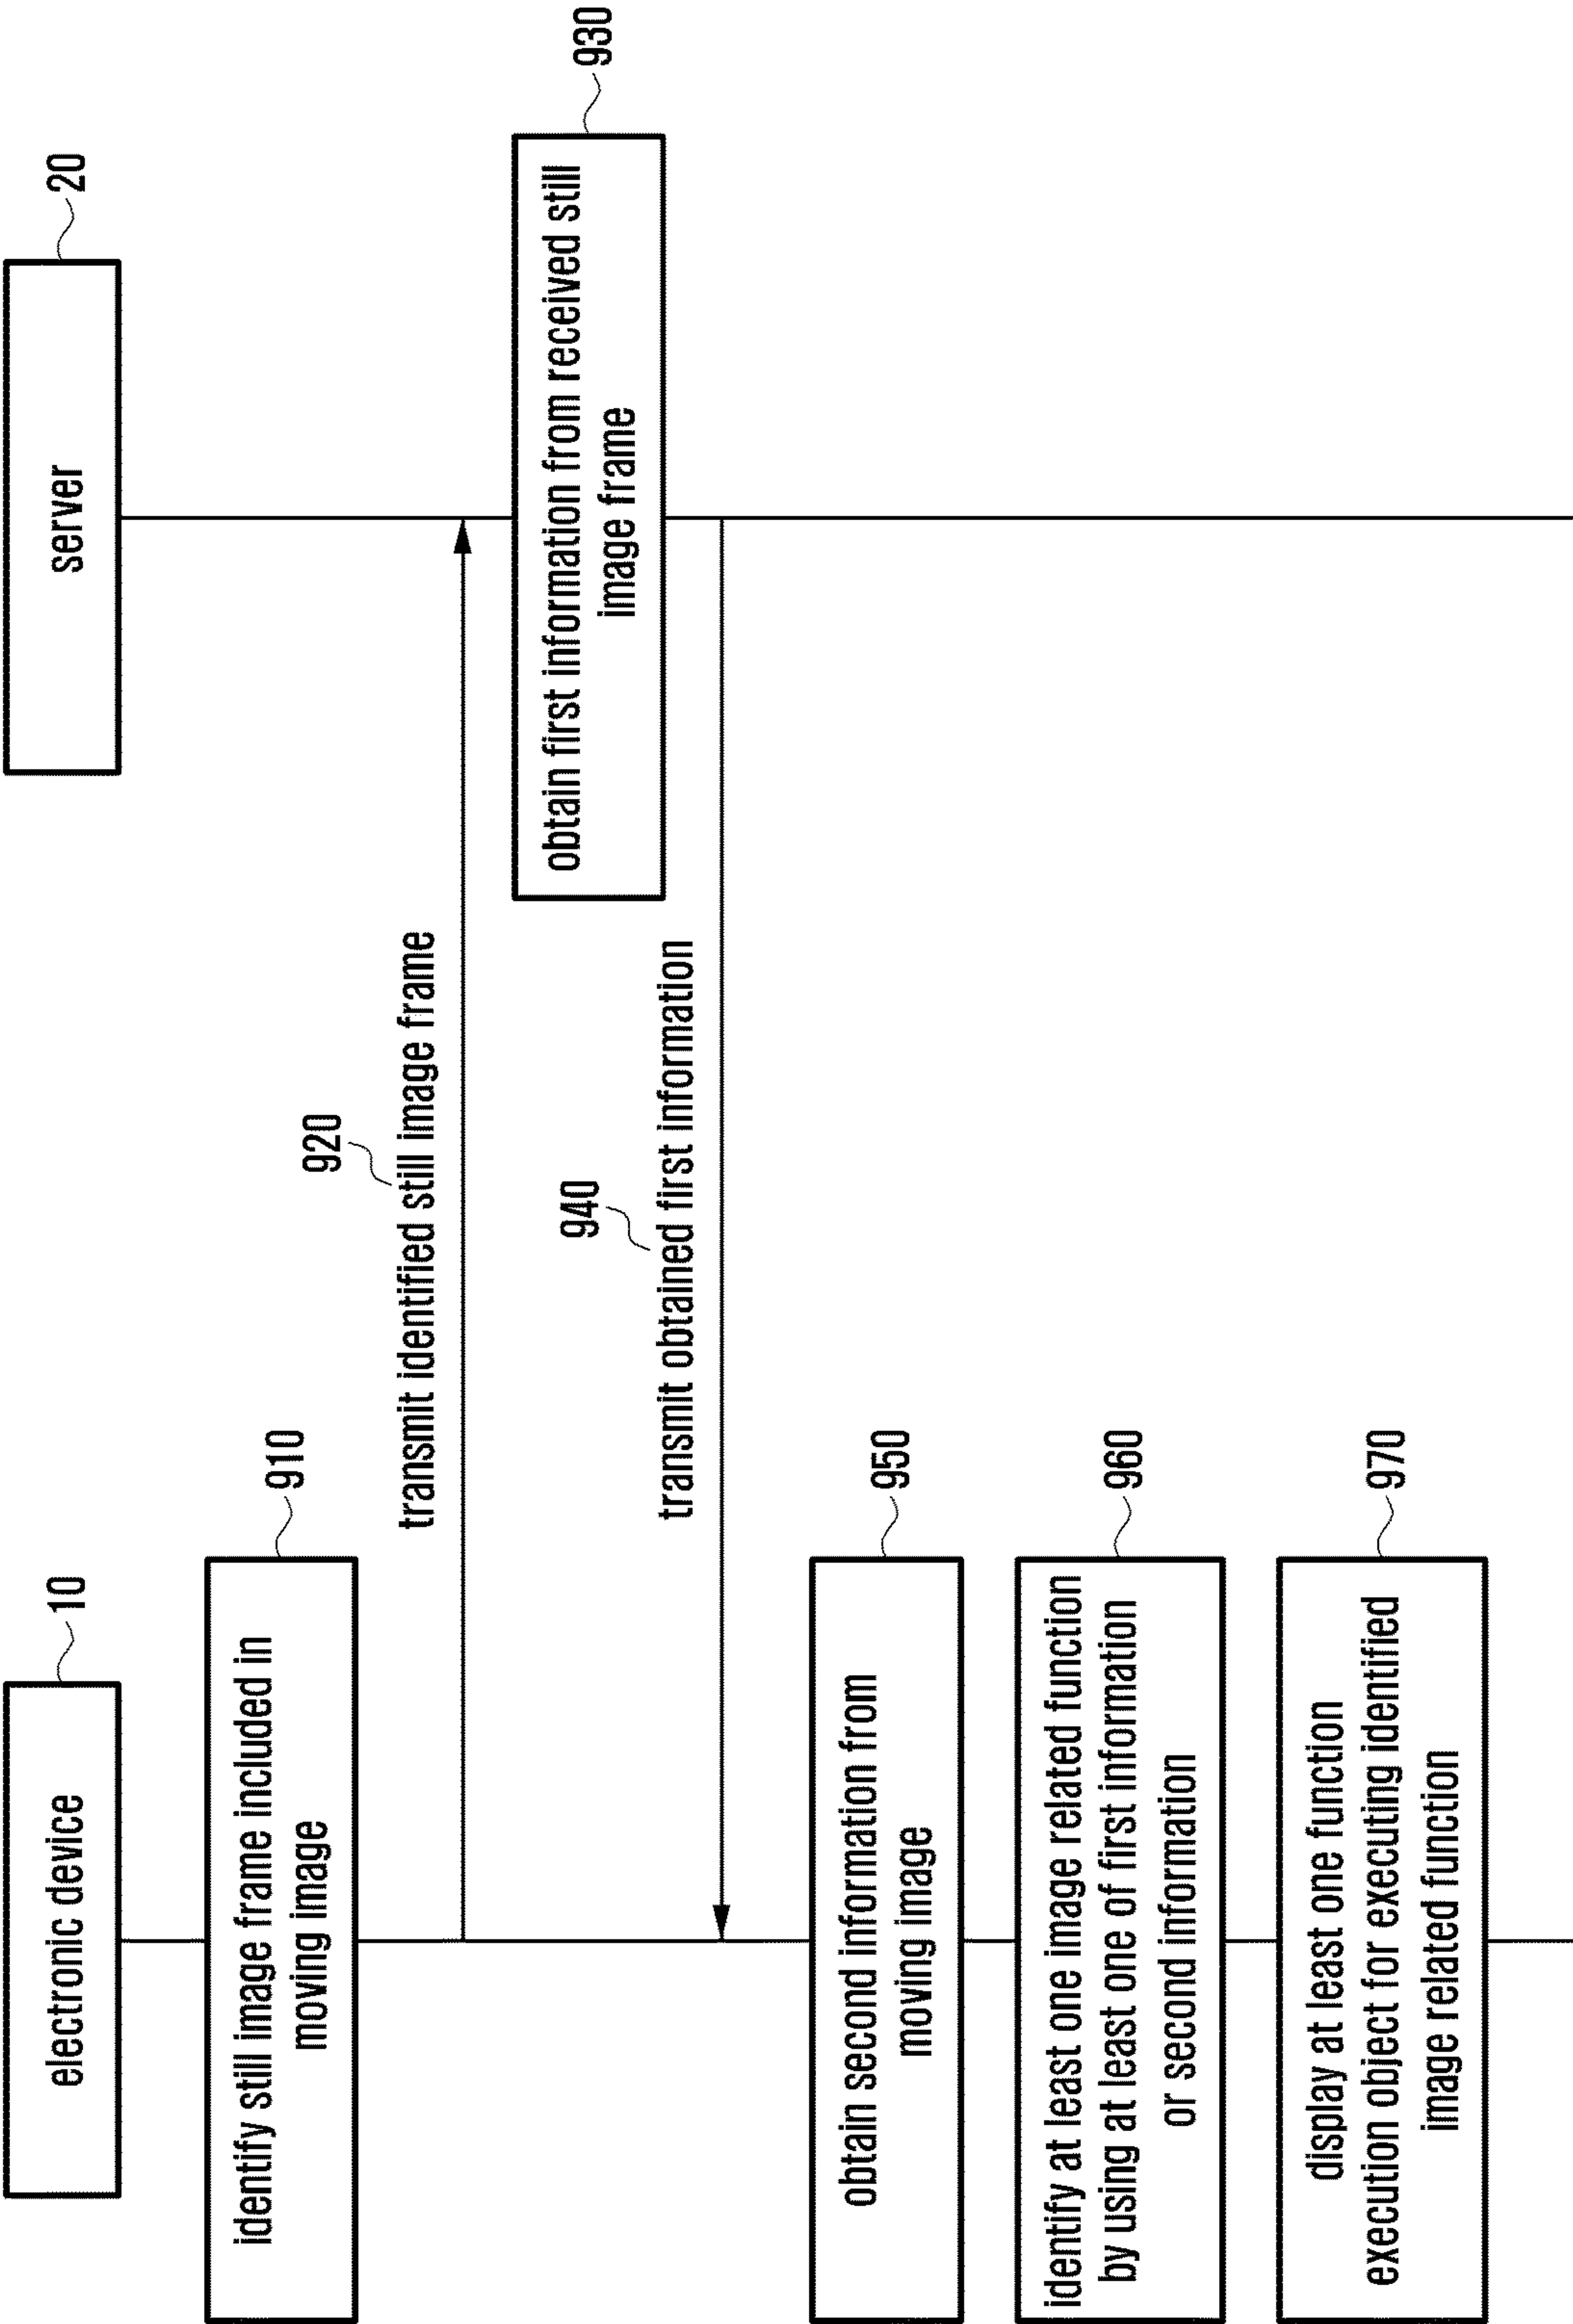 electronic device
10
server
20
identify still image frame included in
moving image
910
920
transmit identified still image frame
obtain first information from received still
image frame
930
940
transmit obtained first information
obtain second information from
moving image
950
identify at least one image related function
by using at least one of first information
or second information
960
display at least one function
execution object for executing identified
image related function
970